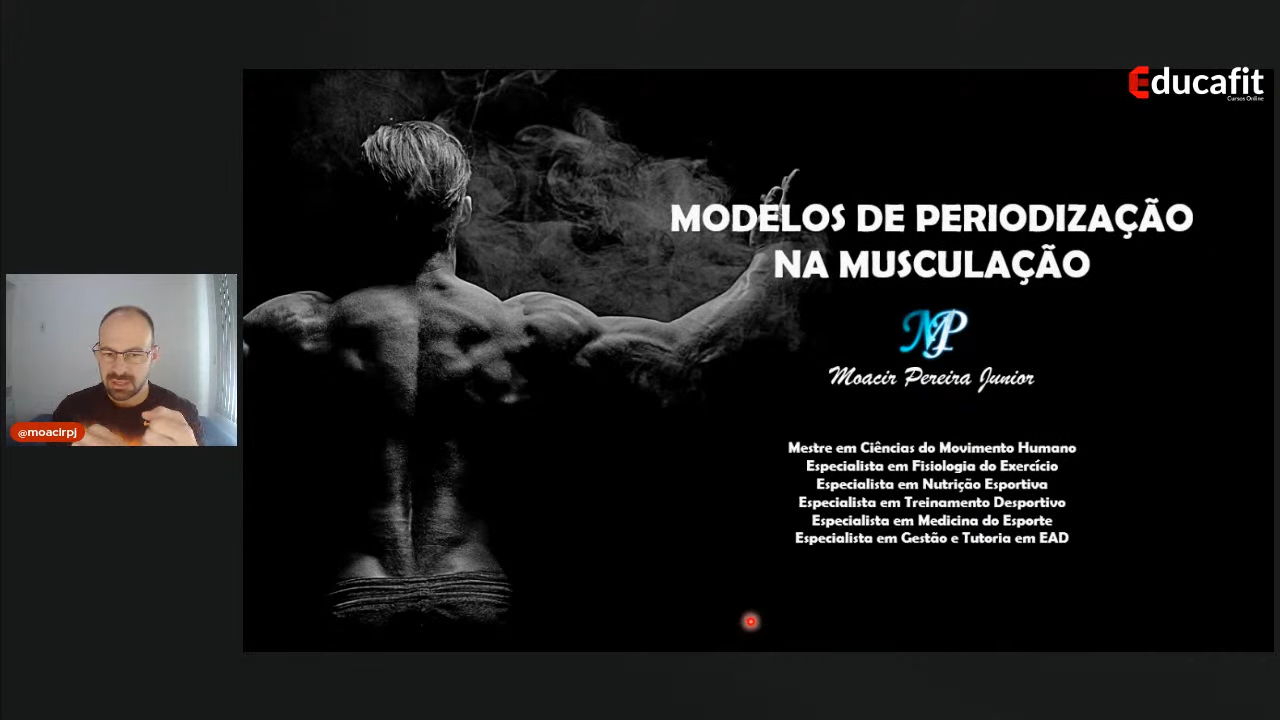 Educafit
Cursos Online
MODELOS DE PERIODIZAÇÃO
NA MUSCULAÇÃO
MPJ
Moacir Pereira Junior
@moacirpj
Mestre em Ciências do Movimento Humano
Especialista em Fisiologia do Exercício
Especialista em Nutrição Esportiva
Especialista em Treinamento Desportivo
Especialista em Medicina do Esporte
Especialista em Gestão e Tutoria em EAD